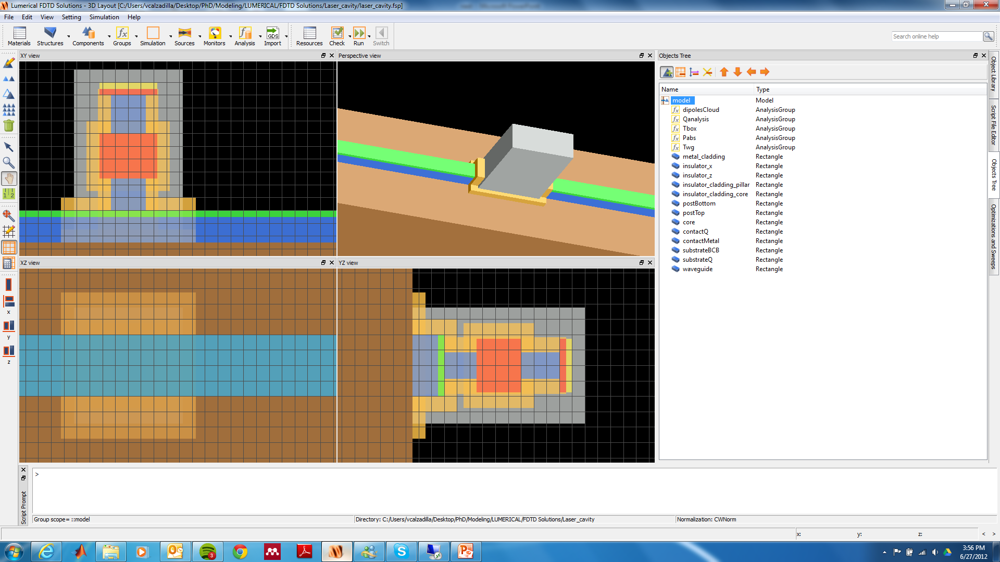 Lumerical FDTD Solutions - 3D Layout [C:/Users/vcalzadilla/Desktop/PhD/Modeling/LUMERICAL/FDTD Solutions/Laser_cavity/laser_cavity.fsp]
File Edit View Setting Simulation Help
Materials Structures Components Groups Simulation Sources Monitors Analysis Import Resources Check Run Switch
GDS
Search online help
XY view
Perspective view
Objects Tree
Name Type
model Model
dipolesCloud AnalysisGroup
Qanalysis AnalysisGroup
Tbox AnalysisGroup
Pabs AnalysisGroup
Twg AnalysisGroup
metal_cladding Rectangle
insulator_x Rectangle
insulator_z Rectangle
insulator_cladding_pillar Rectangle
insulator_cladding_core Rectangle
postBottom Rectangle
postTop Rectangle
core Rectangle
contactQ Rectangle
contactMetal Rectangle
substrateBCB Rectangle
substrateQ Rectangle
waveguide Rectangle
Object Library
Script File Editor
Objects Tree
Optimizations and Sweeps
XZ view
YZ view
x
y
z
>
Script Prompt
Group scope= ::model
Directory: C:/Users/vcalzadilla/Desktop/PhD/Modeling/LUMERICAL/FDTD Solutions/Laser_cavity
Normalization: CWNorm
x: y: z: < >
3
3:56 PM
6/27/2012